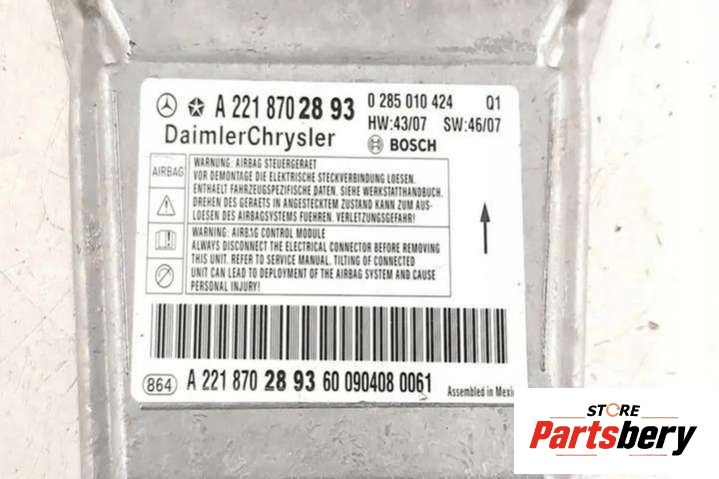 A 221 870 28 93
0 285 010 424 Q1
HW:43/07 SW:46/07
DaimlerChrysler
BOSCH
AIRBAG
WARNUNG: AIRBAG STEUERGERAET
VOR DEMONTAGE DIE ELEKTRISCHE STECKVERBINDUNG LOESEN.
ENTHAELT FAHRZEUGSPEZIFISCHE DATEN. SIEHE WERKSTATTHANDBUCH.
DREHEN DES GERAETS IN ANGESTECKTEM ZUSTAND KANN ZUM AUS-
LOESEN DES AIRBAGSYSTEMS FUEHREN. VERLETZUNGSGEFAHR!
WARNING: AIRBAG CONTROL MODULE
ALWAYS DISCONNECT THE ELECTRICAL CONNECTOR BEFORE REMOVING
THIS UNIT. REFER TO SERVICE MANUAL. TILTING OF CONNECTED
UNIT CAN LEAD TO DEPLOYMENT OF THE AIRBAG SYSTEM AND CAUSE
PERSONAL INJURY!
864 A 221 870 28 93 60 090408 0061
Assembled in Mexic
STORE
Partsbery